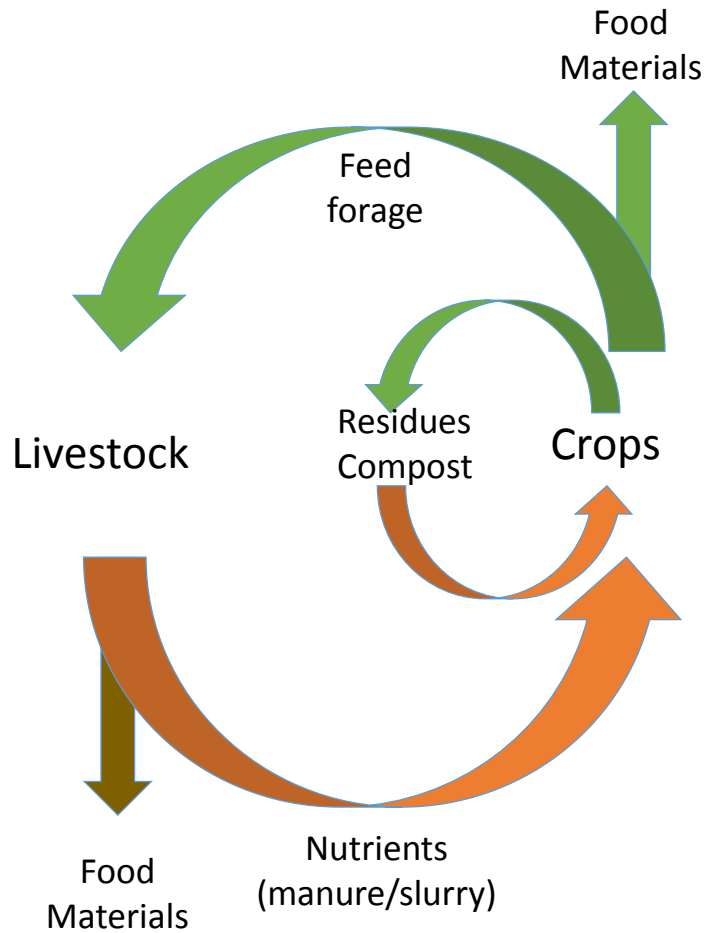 Food
Materials
Feed
forage
Livestock
Residues
Compost
Crops
Nutrients
(manure/slurry)
Food
Materials